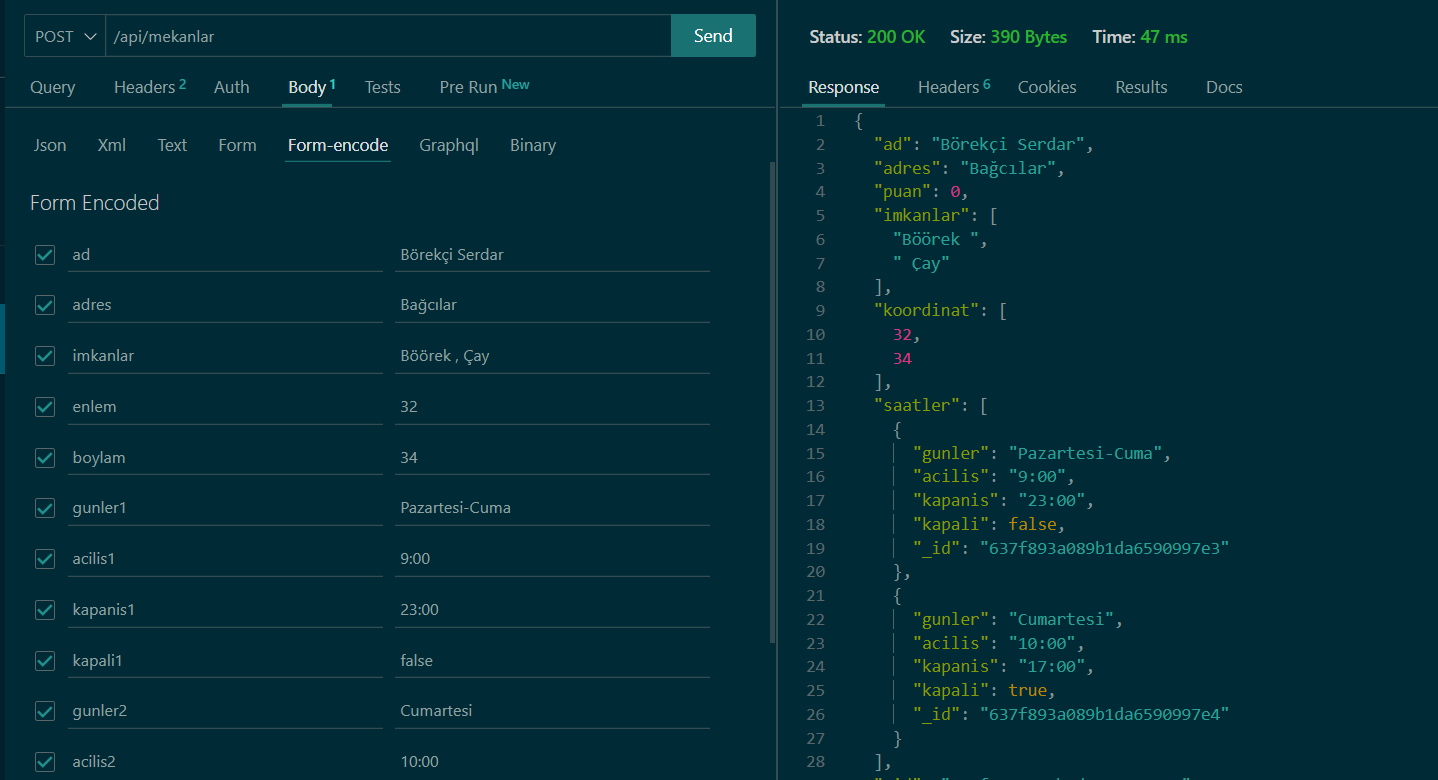 POST /api/mekanlar Send
Query Headers 2 Auth Body 1 Tests Pre Run New
Json Xml Text Form Form-encode Graphql Binary
Form Encoded
ad Börekçi Serdar
adres Bağcılar
imkanlar Böörek , Çay
enlem 32
boylam 34
gunler1 Pazartesi-Cuma
acilis1 9:00
kapanis1 23:00
kapali1 false
gunler2 Cumartesi
acilis2 10:00
Status: 200 OK Size: 390 Bytes Time: 47 ms
Response Headers 6 Cookies Results Docs
1 {
2 "ad": "Börekçi Serdar",
3 "adres": "Bağcılar",
4 "puan": 0,
5 "imkanlar": [
6 "Böörek ",
7 " Çay"
8 ],
9 "koordinat": [
10 32,
11 34
12 ],
13 "saatler": [
14 {
15 "gunler": "Pazartesi-Cuma",
16 "acilis": "9:00",
17 "kapanis": "23:00",
18 "kapali": false,
19 "_id": "637f893a089b1da6590997e3"
20 },
21 {
22 "gunler": "Cumartesi",
23 "acilis": "10:00",
24 "kapanis": "17:00",
25 "kapali": true,
26 "_id": "637f893a089b1da6590997e4"
27 }
28 ],